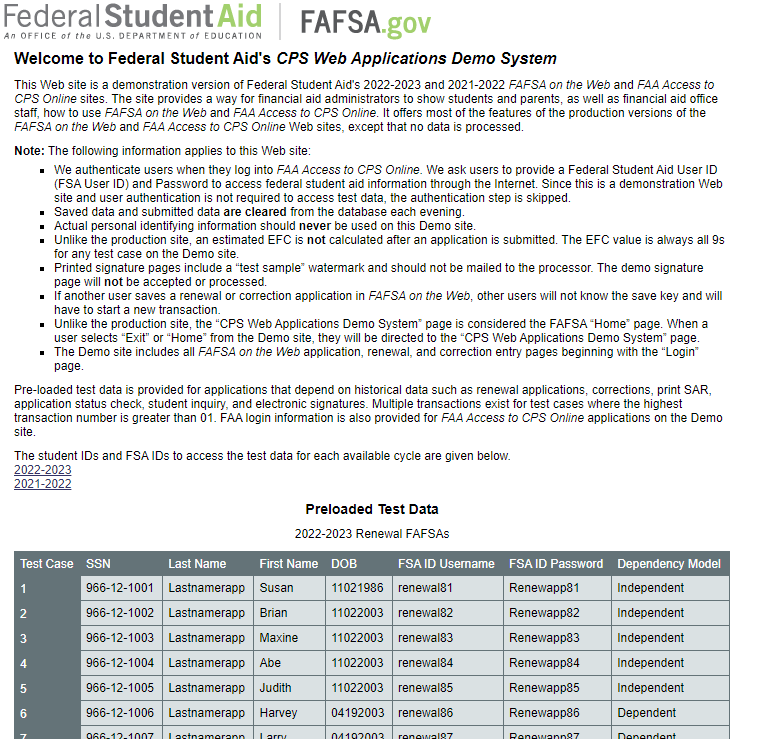 Federal Student Aid FAFSA.gov
An OFFICE of the U.S. DEPARTMENT of EDUCATION
Welcome to Federal Student Aid's CPS Web Applications Demo System
This Web site is a demonstration version of Federal Student Aid's 2022-2023 and 2021-2022 FAFSA on the Web and FAA Access to
CPS Online sites. The site provides a way for financial aid administrators to show students and parents, as well as financial aid office
staff, how to use FAFSA on the Web and FAA Access to CPS Online. It offers most of the features of the production versions of the
FAFSA on the Web and FAA Access to CPS Online Web sites, except that no data is processed.
Note: The following information applies to this Web site:
We authenticate users when they log into FAA Access to CPS Online. We ask users to provide a Federal Student Aid User ID
(FSA User ID) and Password to access federal student aid information through the Internet. Since this is a demonstration Web
site and user authentication is not required to access test data, the authentication step is skipped.
Saved data and submitted data are cleared from the database each evening.
Actual personal identifying information should never be used on this Demo site.
Unlike the production site, an estimated EFC is not calculated after an application is submitted. The EFC value is always all 9s
for any test case on the Demo site.
Printed signature pages include a “test sample” watermark and should not be mailed to the processor. The demo signature
page will not be accepted or processed.
If another user saves a renewal or correction application in FAFSA on the Web, other users will not know the save key and will
have to start a new transaction.
Unlike the production site, the “CPS Web Applications Demo System” page is considered the FAFSA “Home” page. When a
user selects “Exit” or “Home” from the Demo site, they will be directed to the “CPS Web Applications Demo System” page.
The Demo site includes all FAFSA on the Web application, renewal, and correction entry pages beginning with the “Login”
page.
Pre-loaded test data is provided for applications that depend on historical data such as renewal applications, corrections, print SAR,
application status check, student inquiry, and electronic signatures. Multiple transactions exist for test cases where the highest
transaction number is greater than 01. FAA login information is also provided for FAA Access to CPS Online applications on the Demo
site.
The student IDs and FSA IDs to access the test data for each available cycle are given below.
2022-2023
2021-2022
Preloaded Test Data
2022-2023 Renewal FAFSAs
Test Case SSN Last Name First Name DOB FSA ID Username FSA ID Password Dependency Model
1 966-12-1001 Lastnamerapp Susan 11021986 renewal81 Renewapp81 Independent
2 966-12-1002 Lastnamerapp Brian 11022003 renewal82 Renewapp82 Independent
3 966-12-1003 Lastnamerapp Maxine 11022003 renewal83 Renewapp83 Independent
4 966-12-1004 Lastnamerapp Abe 11022003 renewal84 Renewapp84 Independent
5 966-12-1005 Lastnamerapp Judith 11022003 renewal85 Renewapp85 Independent
6 966-12-1006 Lastnamerapp Harvey 04192003 renewal86 Renewapp86 Dependent
7 966-12-1007 Lastnamerapp Larry 04192003 renewal87 Renewapp87 Dependent